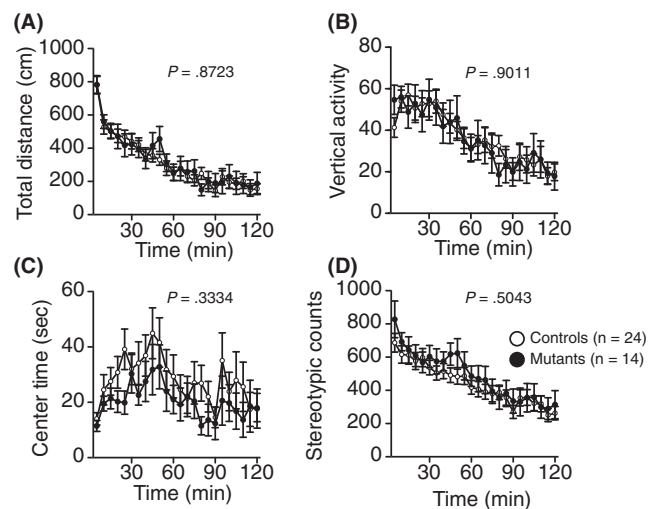 (A)
Total distance (cm)
1000
800
600
400
200
0
P = .8723
30 60 90 120
Time (min)
(B)
Vertical activity
80
60
40
20
0
P = .9011
30 60 90 120
Time (min)
(C)
Center time (sec)
60
40
20
0
P = .3334
30 60 90 120
Time (min)
(D)
Stereotypic counts
1000
800
600
400
200
0
P = .5043
Controls (n = 24)
Mutants (n = 14)
30 60 90 120
Time (min)